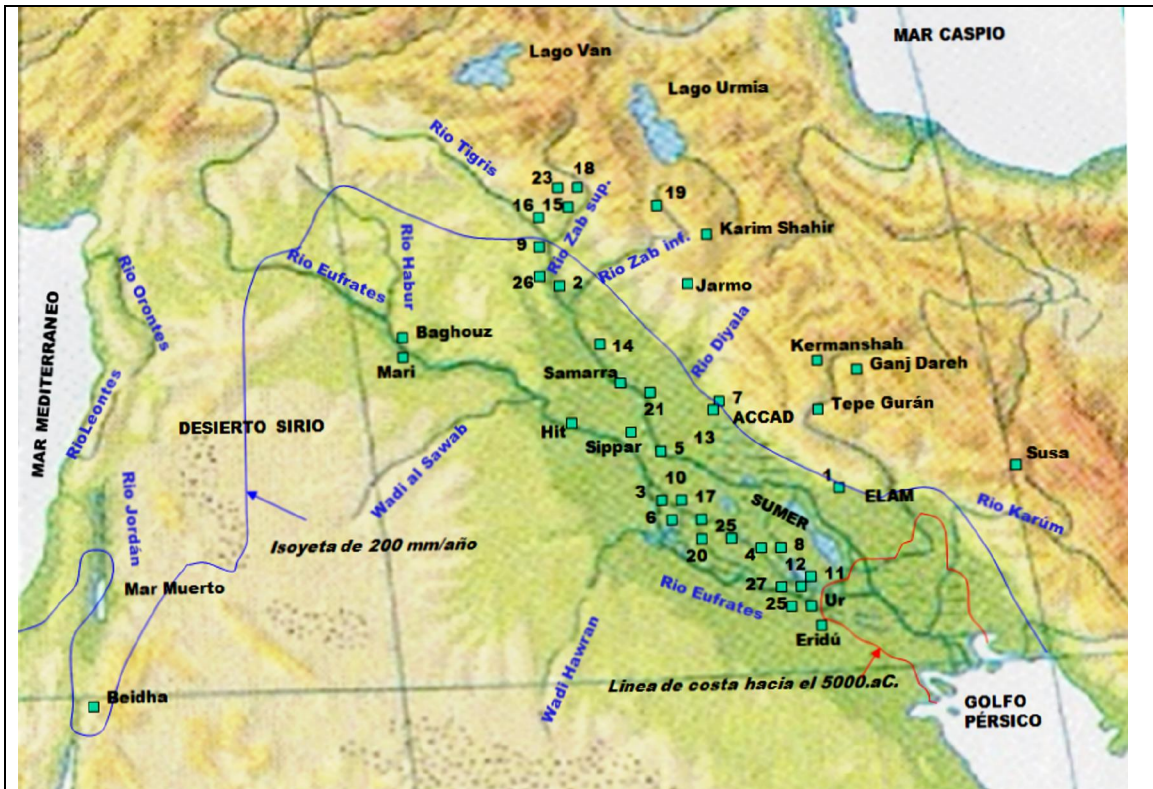 MAR CASPIO
Lago Van
Lago Urmia
Rio Tigris
23
18
Rio Zab sup.
16
15
19
Karim Shahir
9
Rio Zab inf.
26
2
Jarmo
Rio Orontes
Rio Eufrates
Rio Habur
Rio Diyala
Baghouz
Mari
14
Kermanshah
Ganj Dareh
Samarra
21
7
ACCAD
Tepe Gurán
MAR MEDITERRANEO
RioLeontes
DESIERTO SIRIO
Hit
Sippar
5
13
Susa
Rio Jordán
Wadi al Sawab
10
3
17
6
SUMER
1
ELAM
Rio Karúm
Isoyeta de 200 mm/año
25
20
4
8
Mar Muerto
12
11
27
Rio Eufrates
25
Ur
Eridú
Beidha
Wadi Hawran
Linea de costa hacia el 5000.aC.
GOLFO
PÉRSICO